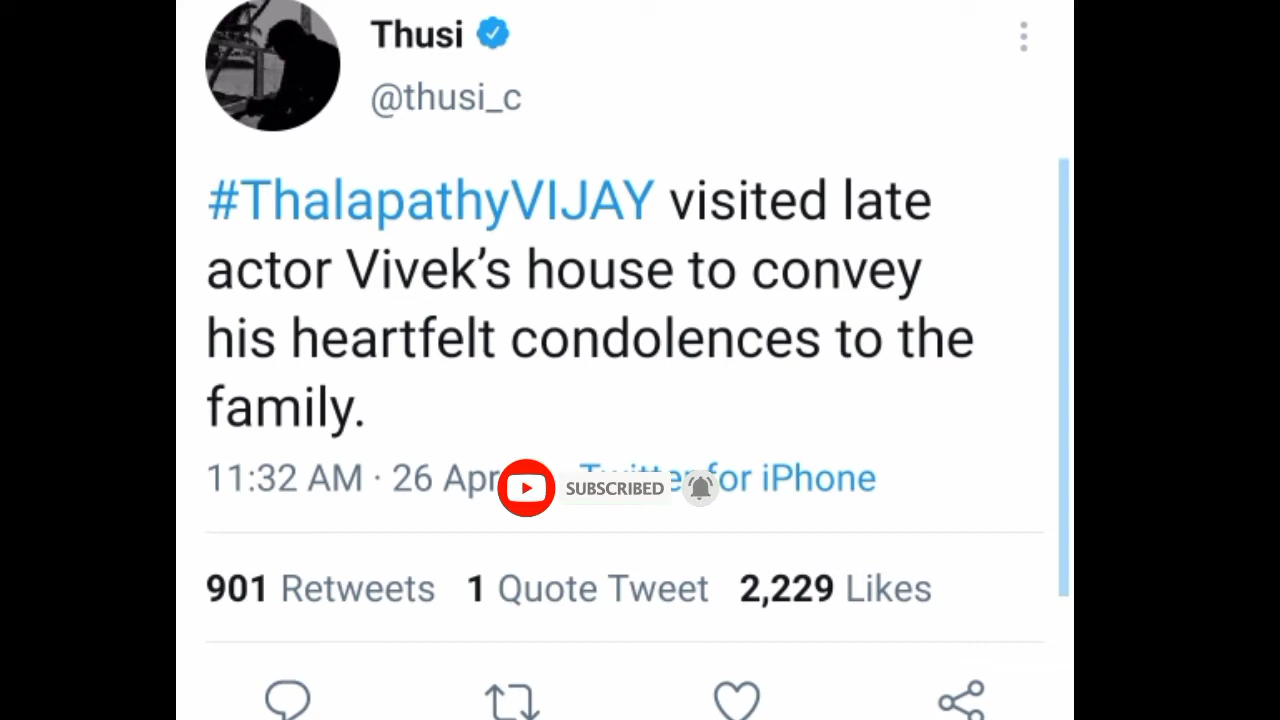 Thusi
@thusi_c
#ThalapathyVIJAY visited late
actor Vivek’s house to convey
his heartfelt condolences to the
family.
11:32 AM · 26 Apr Twitter for iPhone
SUBSCRIBED
901 Retweets 1 Quote Tweet 2,229 Likes